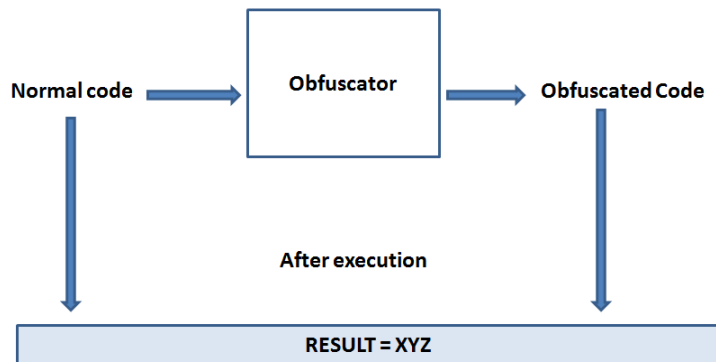 Normal code
Obfuscator
Obfuscated Code
After execution
RESULT = XYZ